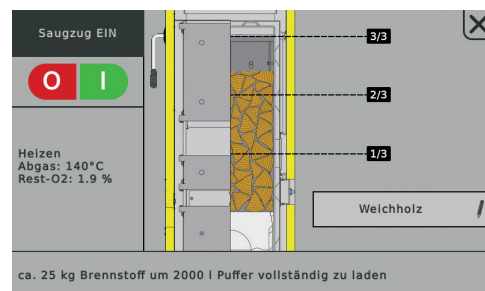 Saugzug EIN
O I
Heizen
Abgas: 140°C
Rest-O2: 1.9 %
3/3
2/3
1/3
Weichholz
ca. 25 kg Brennstoff um 2000 l Puffer vollständig zu laden